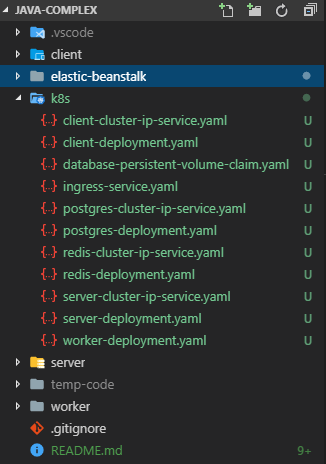 JAVA-COMPLEX
.vscode
client
elastic-beanstalk
k8s
{..} client-cluster-ip-service.yaml U
{..} client-deployment.yaml U
{..} database-persistent-volume-claim.yaml U
{..} ingress-service.yaml U
{..} postgres-cluster-ip-service.yaml U
{..} postgres-deployment.yaml U
{..} redis-cluster-ip-service.yaml U
{..} redis-deployment.yaml U
{..} server-cluster-ip-service.yaml U
{..} server-deployment.yaml U
{..} worker-deployment.yaml U
server
temp-code
worker
.gitignore
README.md 9+